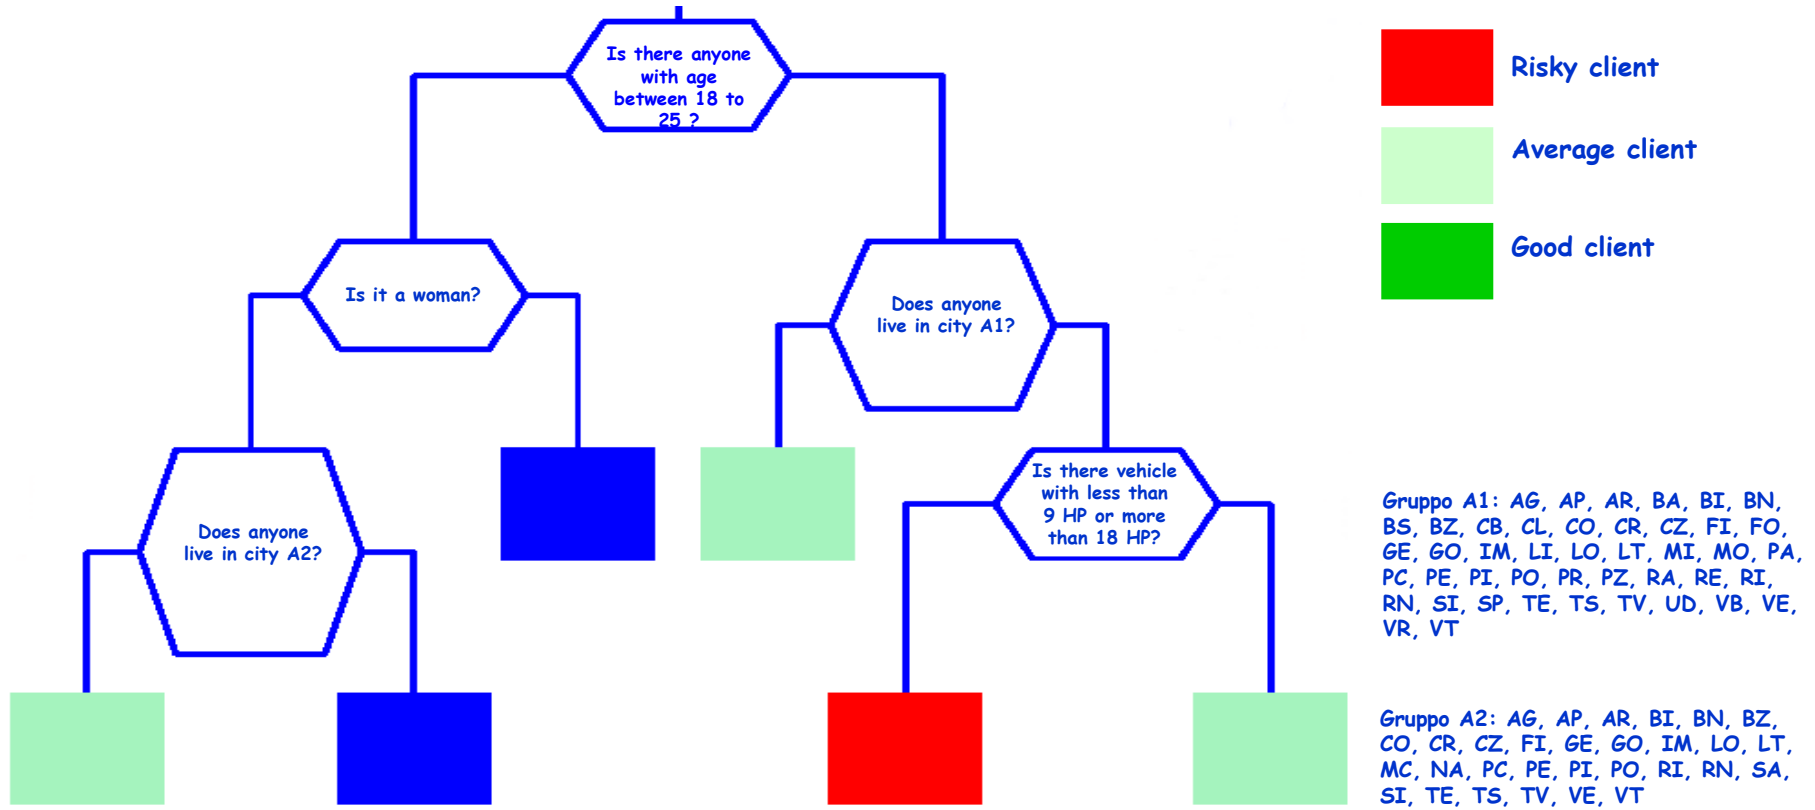 Is there anyone
with age
between 18 to
25 ?
Risky client
Average client
Good client
Is it a woman?
Does anyone
live in city A1?
Does anyone
live in city A2?
Is there vehicle
with less than
9 HP or more
than 18 HP?
Gruppo A1: AG, AP, AR, BA, BI, BN,
BS, BZ, CB, CL, CO, CR, CZ, FI, FO,
GE, GO, IM, LI, LO, LT, MI, MO, PA,
PC, PE, PI, PO, PR, PZ, RA, RE, RI,
RN, SI, SP, TE, TS, TV, UD, VB, VE,
VR, VT
Gruppo A2: AG, AP, AR, BI, BN, BZ,
CO, CR, CZ, FI, GE, GO, IM, LO, LT,
MC, NA, PC, PE, PI, PO, RI, RN, SA,
SI, TE, TS, TV, VE, VT